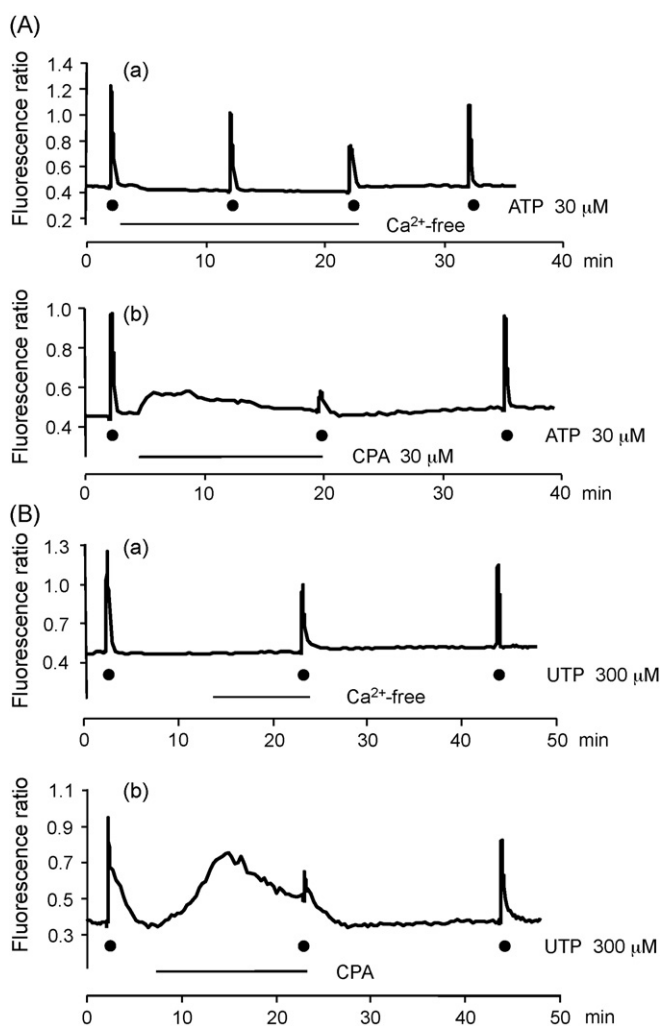 (A)
(a)
Fluorescence ratio
1.4
1.2
1.0
0.8
0.6
0.4
0.2
ATP 30 μM
Ca²⁺-free
0 10 20 30 40 min
(b)
Fluorescence ratio
1.0
0.8
0.6
0.4
ATP 30 μM
CPA 30 μM
0 10 20 30 40 min
(B)
(a)
Fluorescence ratio
1.3
1.0
0.7
0.4
UTP 300 μM
Ca²⁺-free
0 10 20 30 40 50 min
(b)
Fluorescence ratio
1.1
0.9
0.7
0.5
0.3
UTP 300 μM
CPA
0 10 20 30 40 50 min